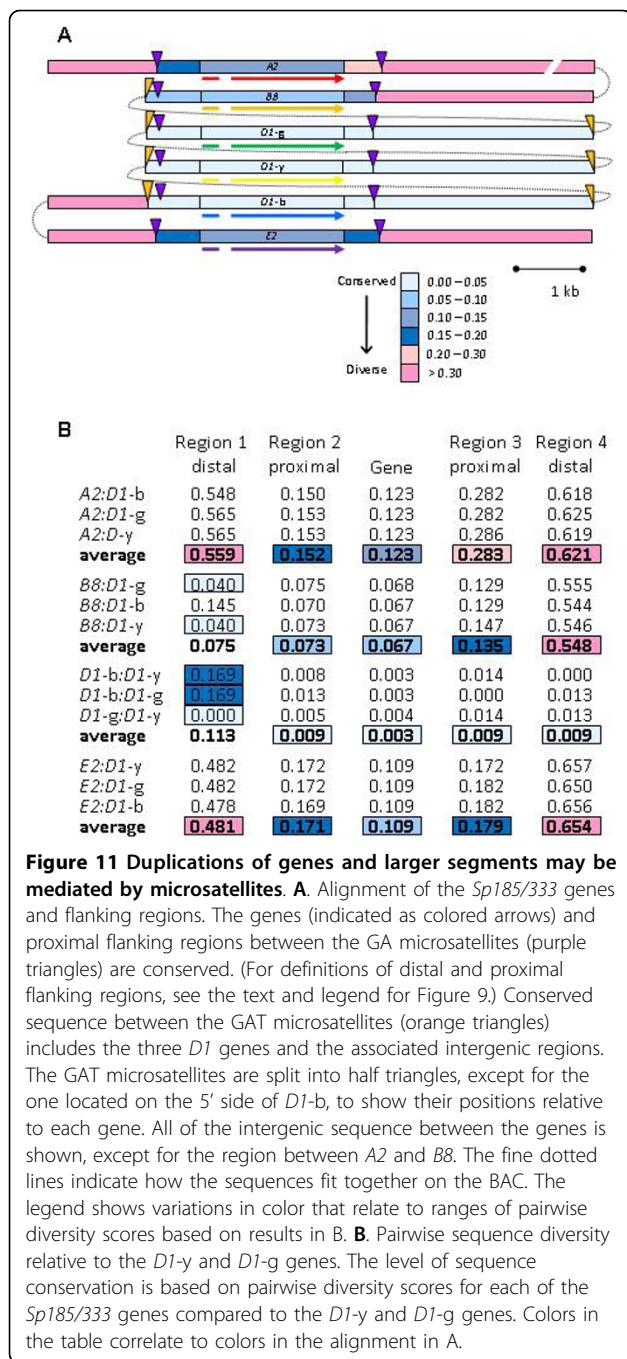 A
A2
B8
D1-g
D1-y
D1-b
E2
Conserved
Diverse
0.00 – 0.05
0.05 – 0.10
0.10 – 0.15
0.15 – 0.20
0.20 – 0.30
> 0.30
1 kb
B
Region 1 distal Region 2 proximal Gene Region 3 proximal Region 4 distal
A2:D1-b 0.548 0.150 0.123 0.282 0.618
A2:D1-g 0.565 0.153 0.123 0.282 0.625
A2:D-y 0.565 0.153 0.123 0.286 0.619
average 0.559 0.152 0.123 0.283 0.621
B8:D1-g 0.040 0.075 0.068 0.129 0.555
B8:D1-b 0.145 0.070 0.067 0.129 0.544
B8:D1-y 0.040 0.073 0.067 0.147 0.546
average 0.075 0.073 0.067 0.135 0.548
D1-b:D1-y 0.169 0.008 0.003 0.014 0.000
D1-b:D1-g 0.169 0.013 0.003 0.000 0.013
D1-g:D1-y 0.000 0.005 0.004 0.014 0.013
average 0.113 0.009 0.003 0.009 0.009
E2:D1-y 0.482 0.172 0.109 0.172 0.657
E2:D1-g 0.482 0.172 0.109 0.182 0.650
E2:D1-b 0.478 0.169 0.109 0.182 0.656
average 0.481 0.171 0.109 0.179 0.654
Figure 11 Duplications of genes and larger segments may be
mediated by microsatellites. A. Alignment of the Sp185/333 genes
and flanking regions. The genes (indicated as colored arrows) and
proximal flanking regions between the GA microsatellites (purple
triangles) are conserved. (For definitions of distal and proximal
flanking regions, see the text and legend for Figure 9.) Conserved
sequence between the GAT microsatellites (orange triangles)
includes the three D1 genes and the associated intergenic regions.
The GAT microsatellites are split into half triangles, except for the
one located on the 5′ side of D1-b, to show their positions relative
to each gene. All of the intergenic sequence between the genes is
shown, except for the region between A2 and B8. The fine dotted
lines indicate how the sequences fit together on the BAC. The
legend shows variations in color that relate to ranges of pairwise
diversity scores based on results in B. B. Pairwise sequence diversity
relative to the D1-y and D1-g genes. The level of sequence
conservation is based on pairwise diversity scores for each of the
Sp185/333 genes compared to the D1-y and D1-g genes. Colors in
the table correlate to colors in the alignment in A.